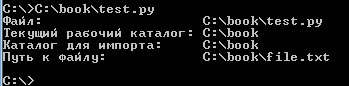 C:\>C:\book\test.py
Файл:                     C:\book\test.py
Текущий рабочий каталог: C:\book
Каталог для импорта:     C:\book
Путь к файлу:            C:\book\file.txt
C:\>